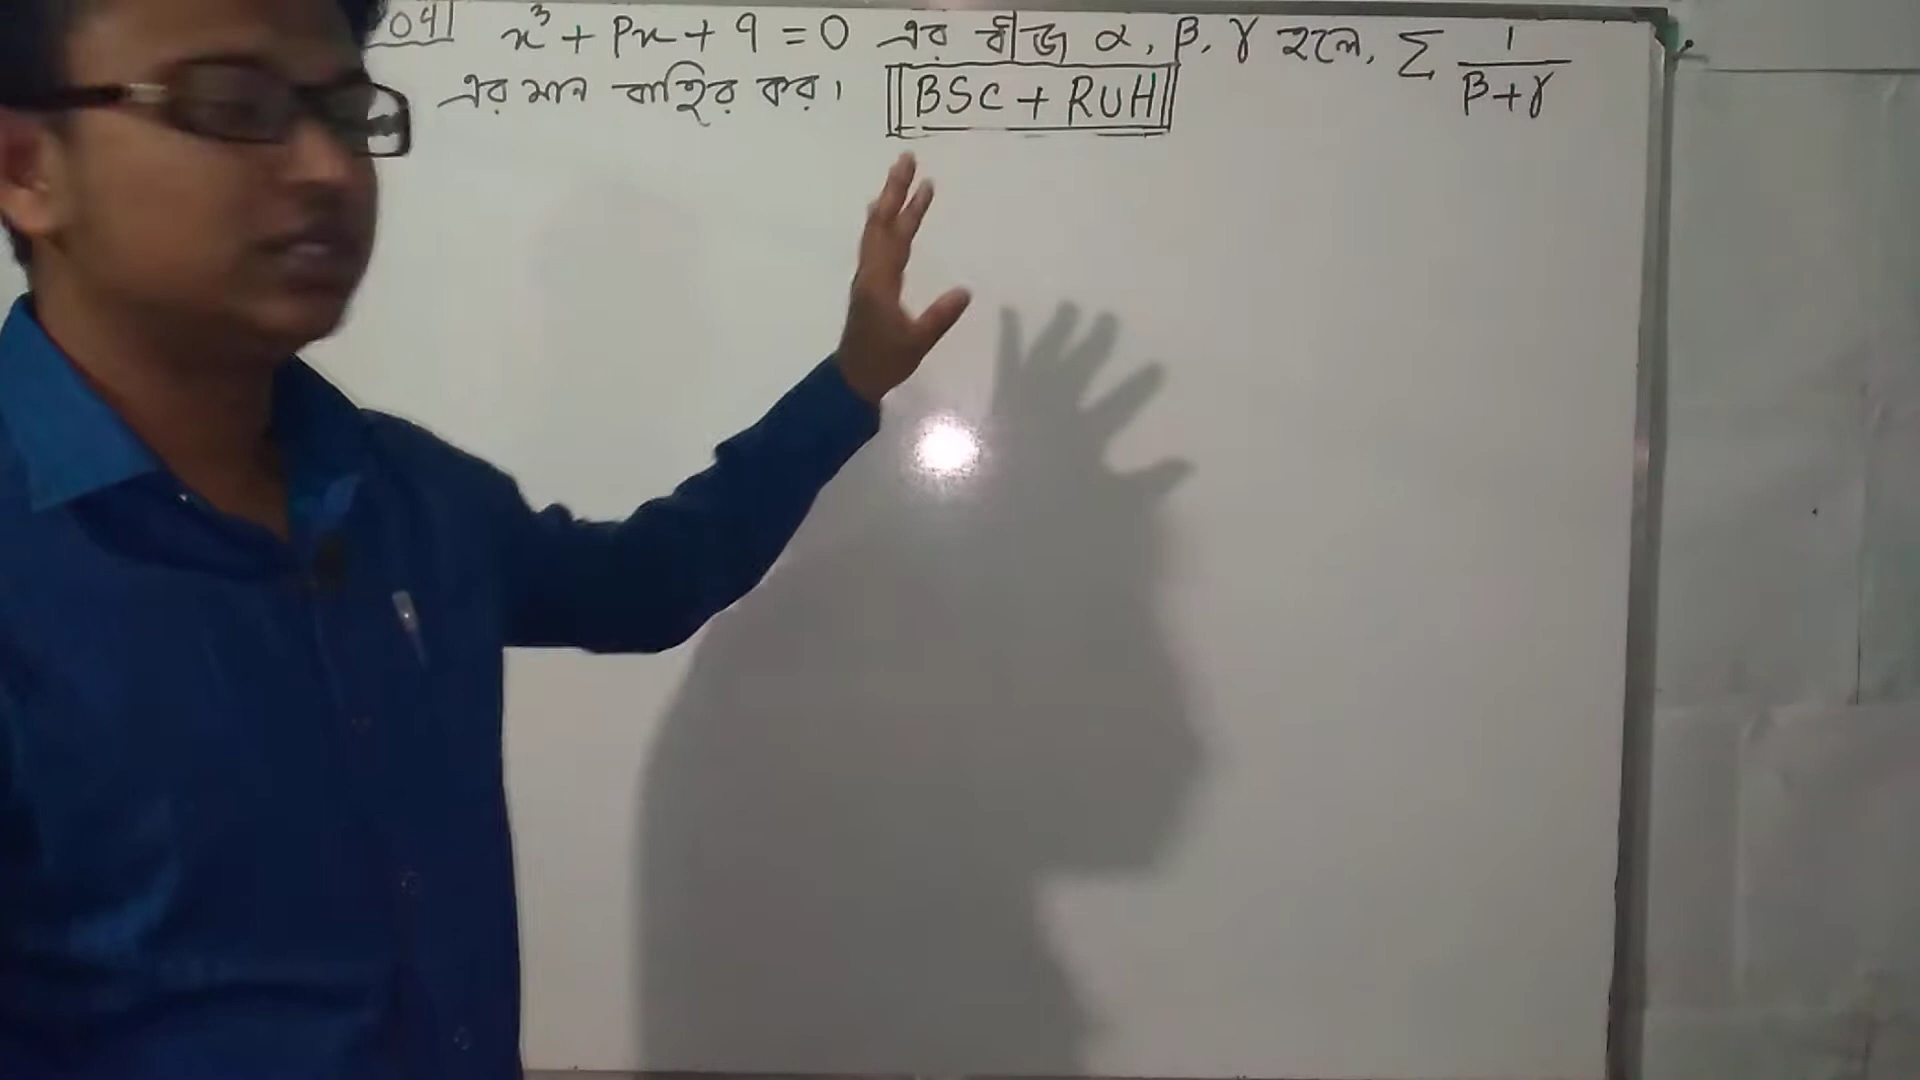 04| x³ + Px + q = 0 এর বীজ α, β, γ হলে, Σ 1/(β+γ)
এর মান বাহির কর। BSC + RUH